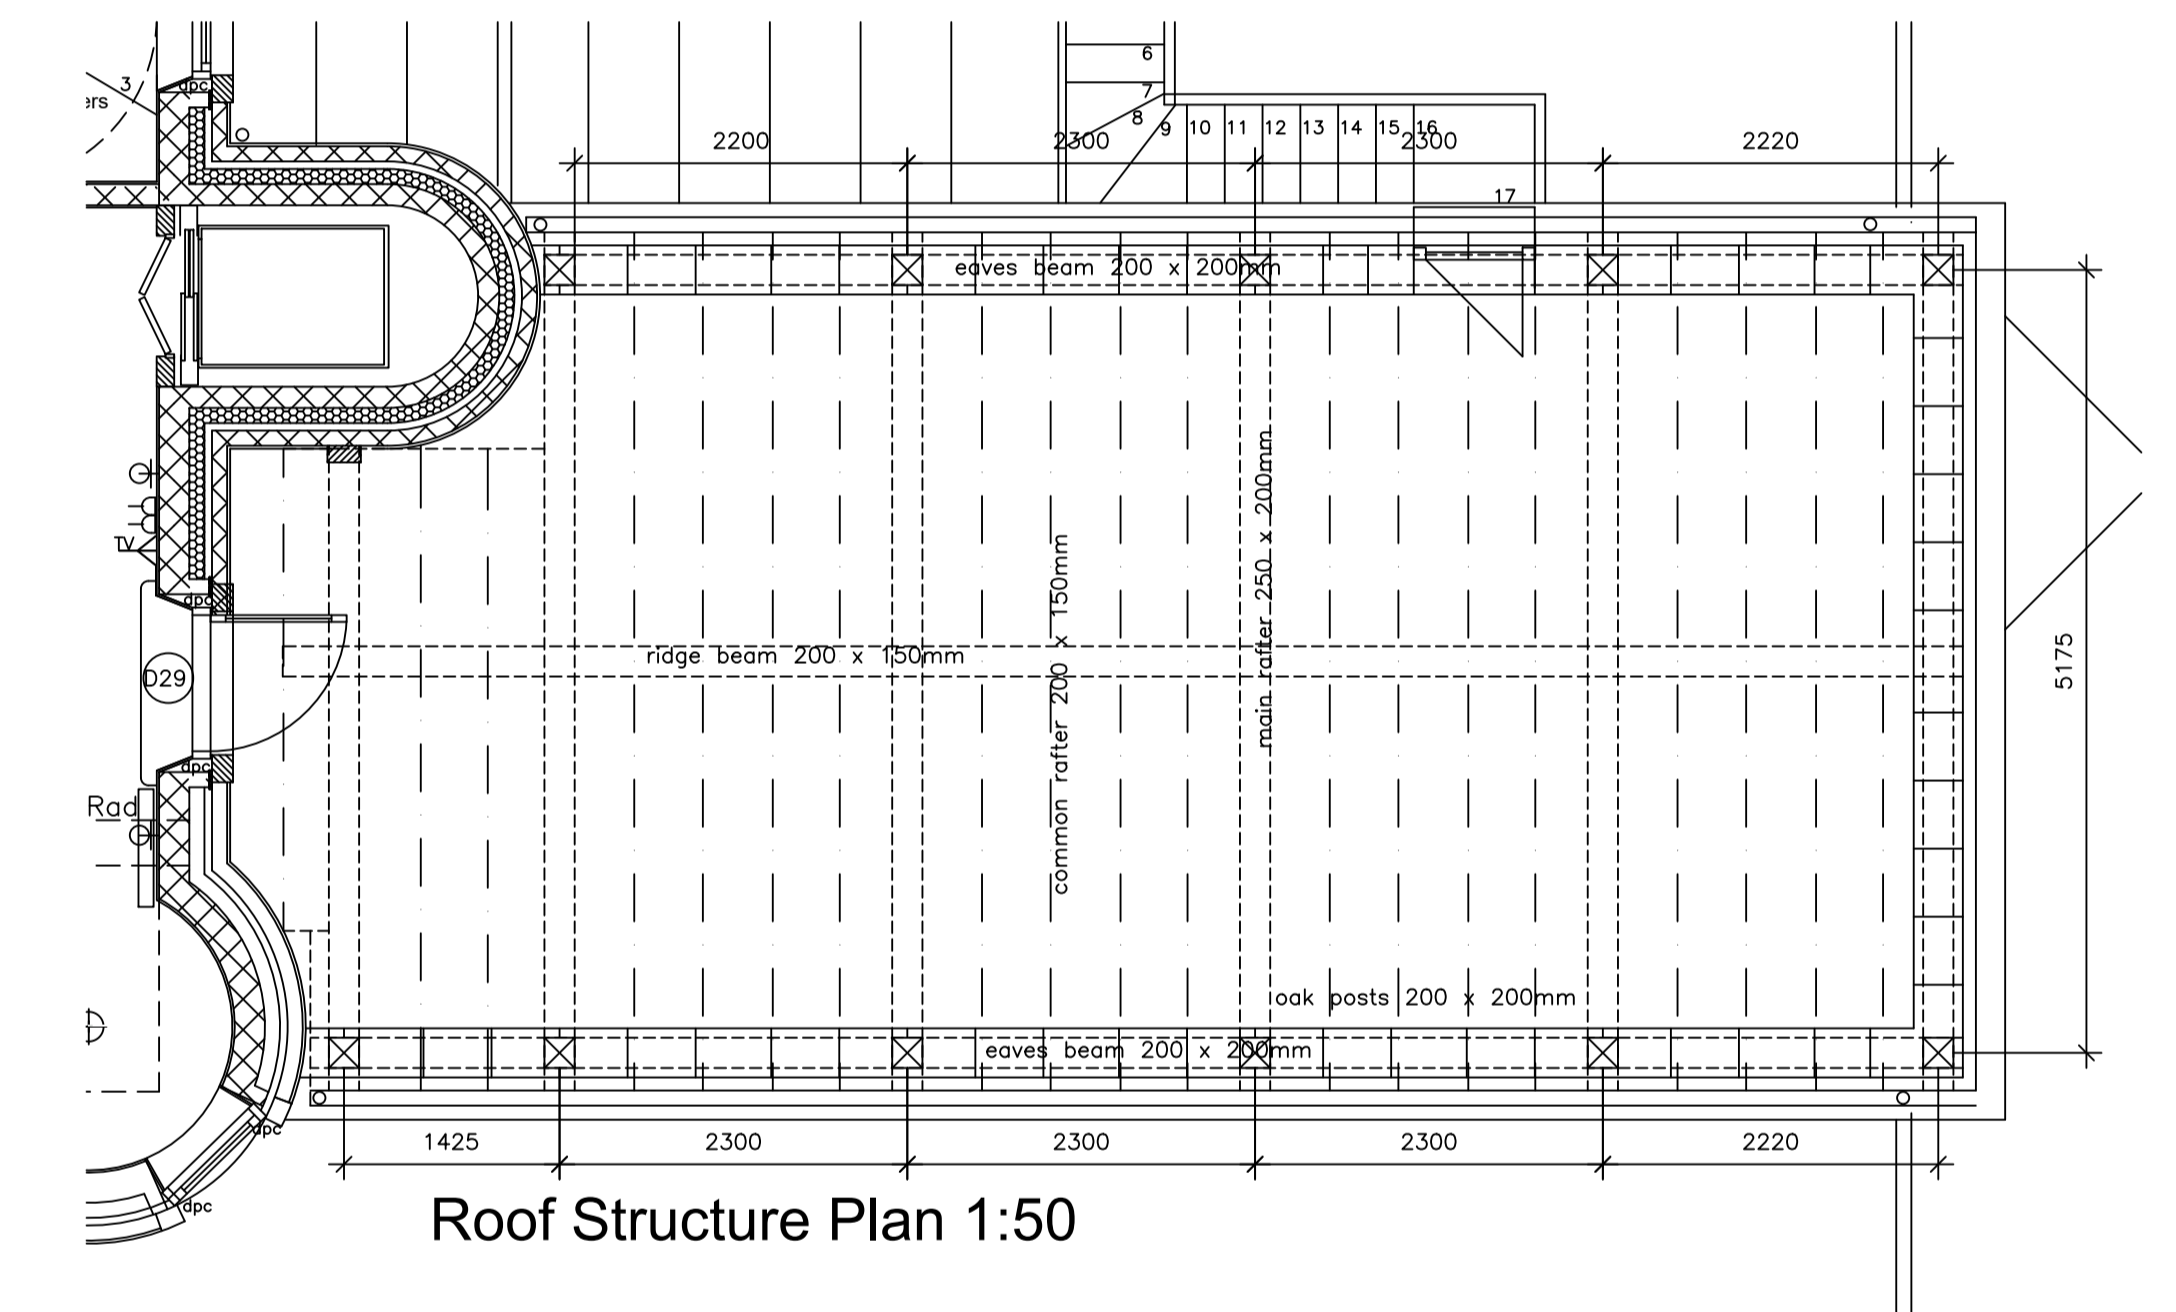 6
3
dpc
7
ers
8
9
10
11
12
13
14
15
16
2200
2300
2300
2220
17
eaves beam 200 x 200mm
main rafter 250 x 200mm
common rafter 200 x 150mm
TV
dpc
ridge beam 200 x 150mm
D29
5175
dpc
Rad
oak posts 200 x 200mm
eaves beam 200 x 200mm
dpc
1425
2300
2300
2300
2220
dpc
Roof Structure Plan 1:50